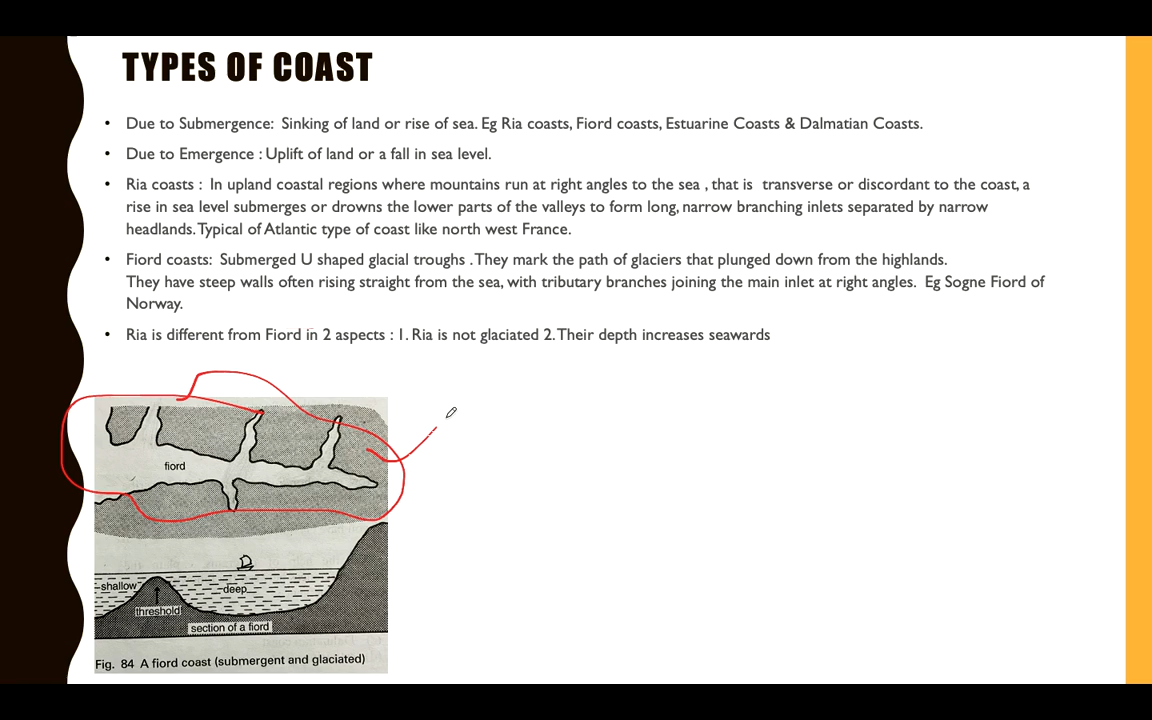 TYPES OF COAST
• Due to Submergence: Sinking of land or rise of sea. Eg Ria coasts, Fiord coasts, Estuarine Coasts & Dalmatian Coasts.
• Due to Emergence : Uplift of land or a fall in sea level.
• Ria coasts : In upland coastal regions where mountains run at right angles to the sea , that is transverse or discordant to the coast, a
rise in sea level submerges or drowns the lower parts of the valleys to form long, narrow branching inlets separated by narrow
headlands. Typical of Atlantic type of coast like north west France.
• Fiord coasts: Submerged U shaped glacial troughs . They mark the path of glaciers that plunged down from the highlands.
They have steep walls often rising straight from the sea, with tributary branches joining the main inlet at right angles. Eg Sogne Fiord of
Norway.
• Ria is different from Fiord in 2 aspects : 1. Ria is not glaciated 2. Their depth increases seawards
fiord
shallow
deep
threshold
section of a fiord
Fig. 84 A fiord coast (submergent and glaciated)